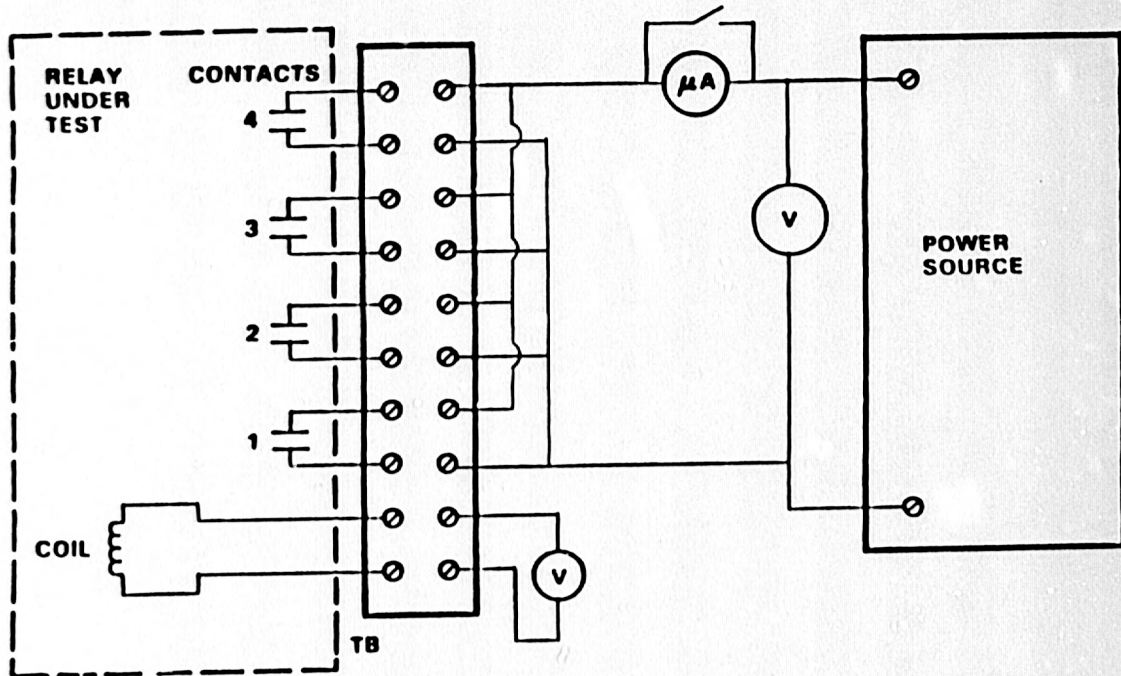 RELAY
UNDER
TEST
CONTACTS
4
3
2
1
COIL
TB
µA
V
V
POWER
SOURCE